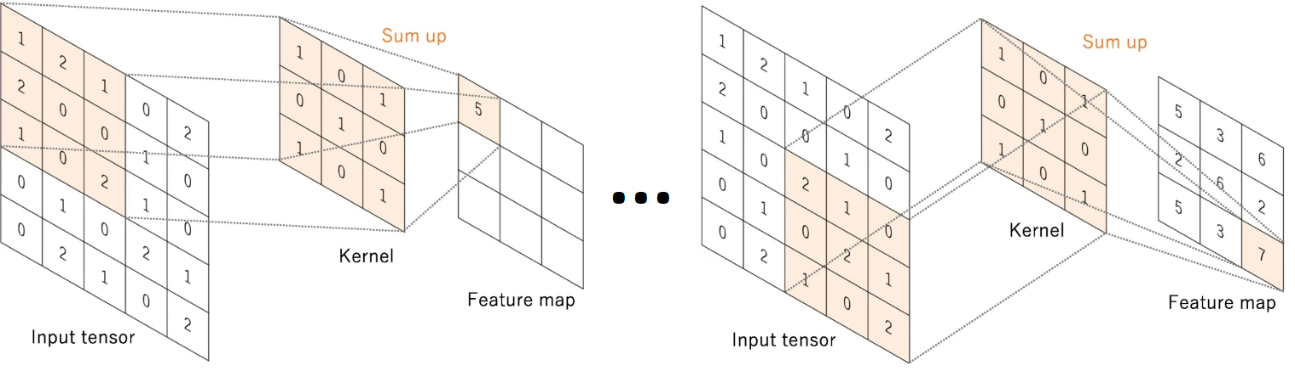 1 2 1 0 2
2 0 0 1 0
1 0 2 1 0
0 1 0 2 1
0 2 1 0 2
Input tensor
Sum up
1 0 1
0 1 0
1 0 1
Kernel
5
Feature map
1 2 1 0 2
2 0 0 1 0
1 0 2 1 0
0 1 0 2 1
0 2 1 0 2
Input tensor
Sum up
1 0 1
0 1 0
1 0 1
Kernel
5 3 6
2 6 2
5 3 7
Feature map